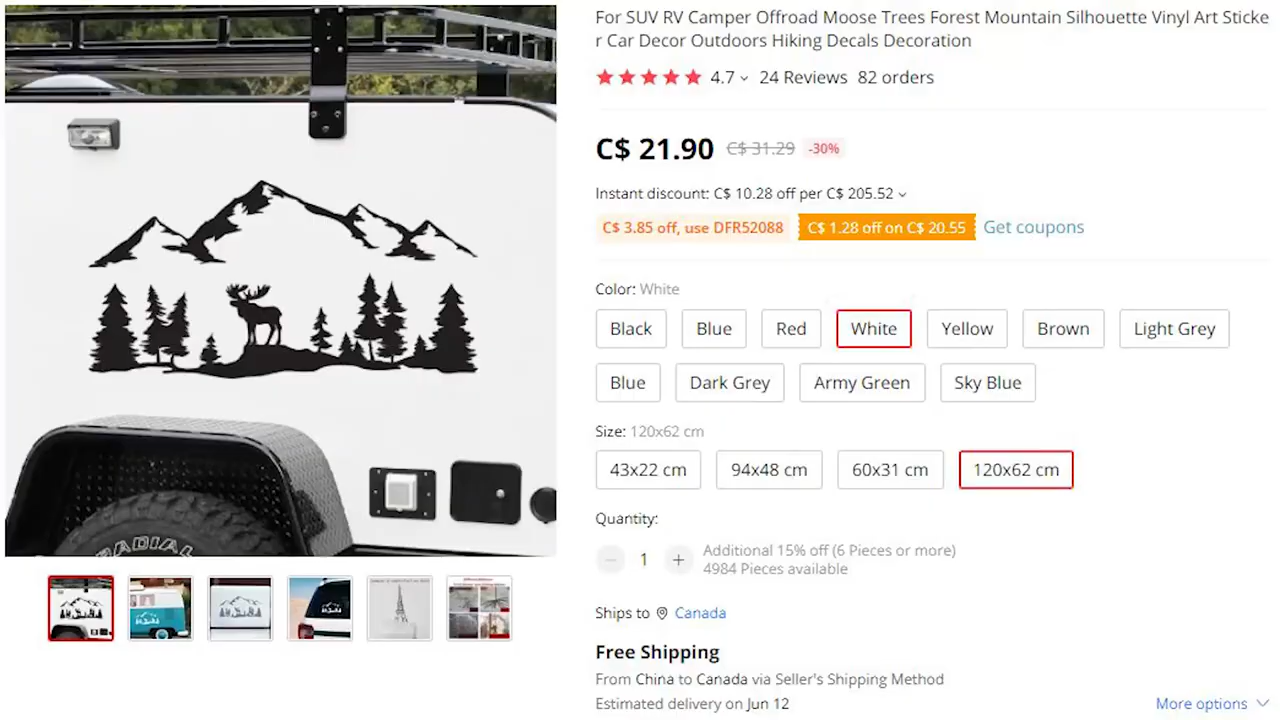 For SUV RV Camper Offroad Moose Trees Forest Mountain Silhouette Vinyl Art Sticke
r Car Decor Outdoors Hiking Decals Decoration
4.7 24 Reviews 82 orders
C$ 21.90 C$ 31.29 -30%
Instant discount: C$ 10.28 off per C$ 205.52
C$ 3.85 off, use DFR52088 C$ 1.28 off on C$ 20.55 Get coupons
Color: White
Black Blue Red White Yellow Brown Light Grey
Blue Dark Grey Army Green Sky Blue
Size: 120x62 cm
43x22 cm 94x48 cm 60x31 cm 120x62 cm
Quantity:
1 + Additional 15% off (6 Pieces or more)
4984 Pieces available
Ships to Canada
Free Shipping
From China to Canada via Seller's Shipping Method
Estimated delivery on Jun 12
More options
RADIAL